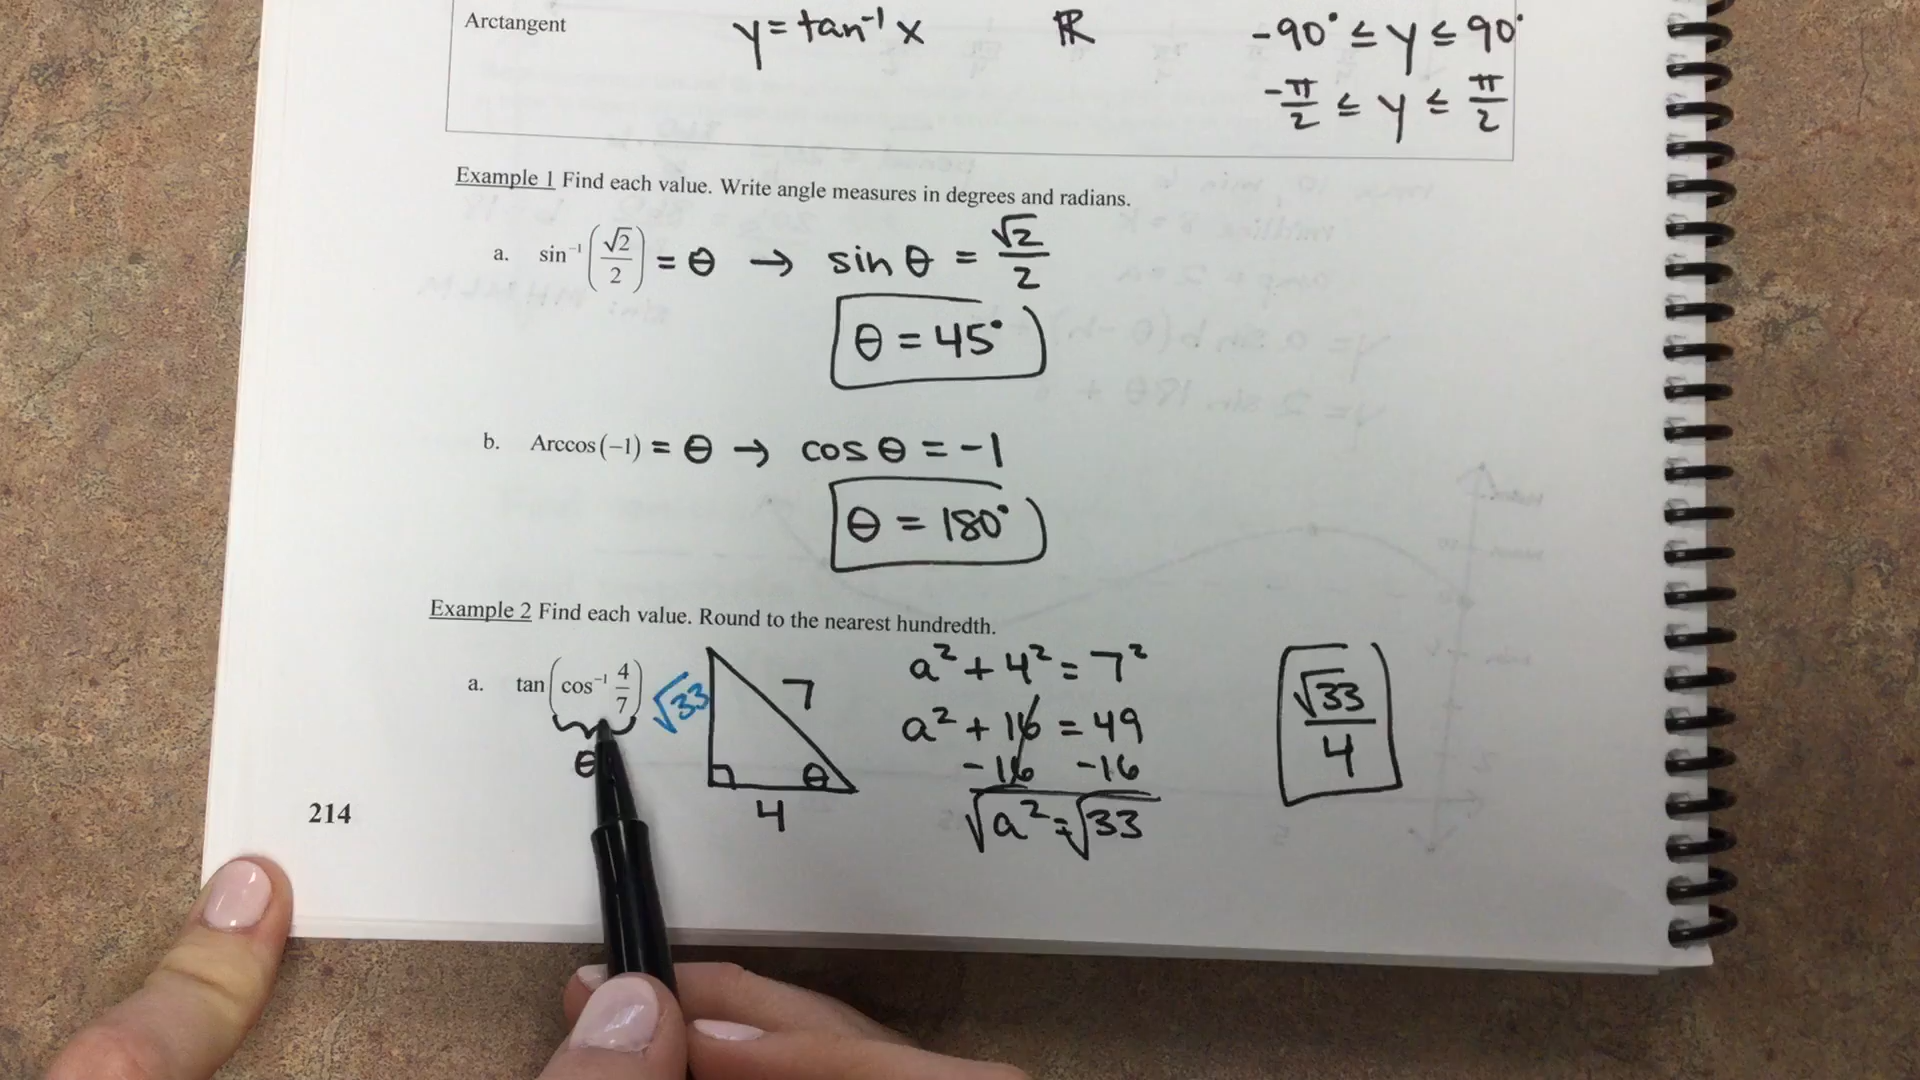 Arctangent y = tan⁻¹ x ℝ -90° ≤ y ≤ 90°
-π/2 ≤ y ≤ π/2
Example 1 Find each value. Write angle measures in degrees and radians.
a. sin⁻¹ (√2/2) = θ → sin θ = √2/2
θ = 45°
b. Arccos (−1) = θ → cos θ = -1
θ = 180°
Example 2 Find each value. Round to the nearest hundredth.
a. tan (cos⁻¹ 4/7)
θ
√33
7
θ
4
a² + 4² = 7²
a² + 16 = 49
-16 -16
√a² = √33
√33/4
214